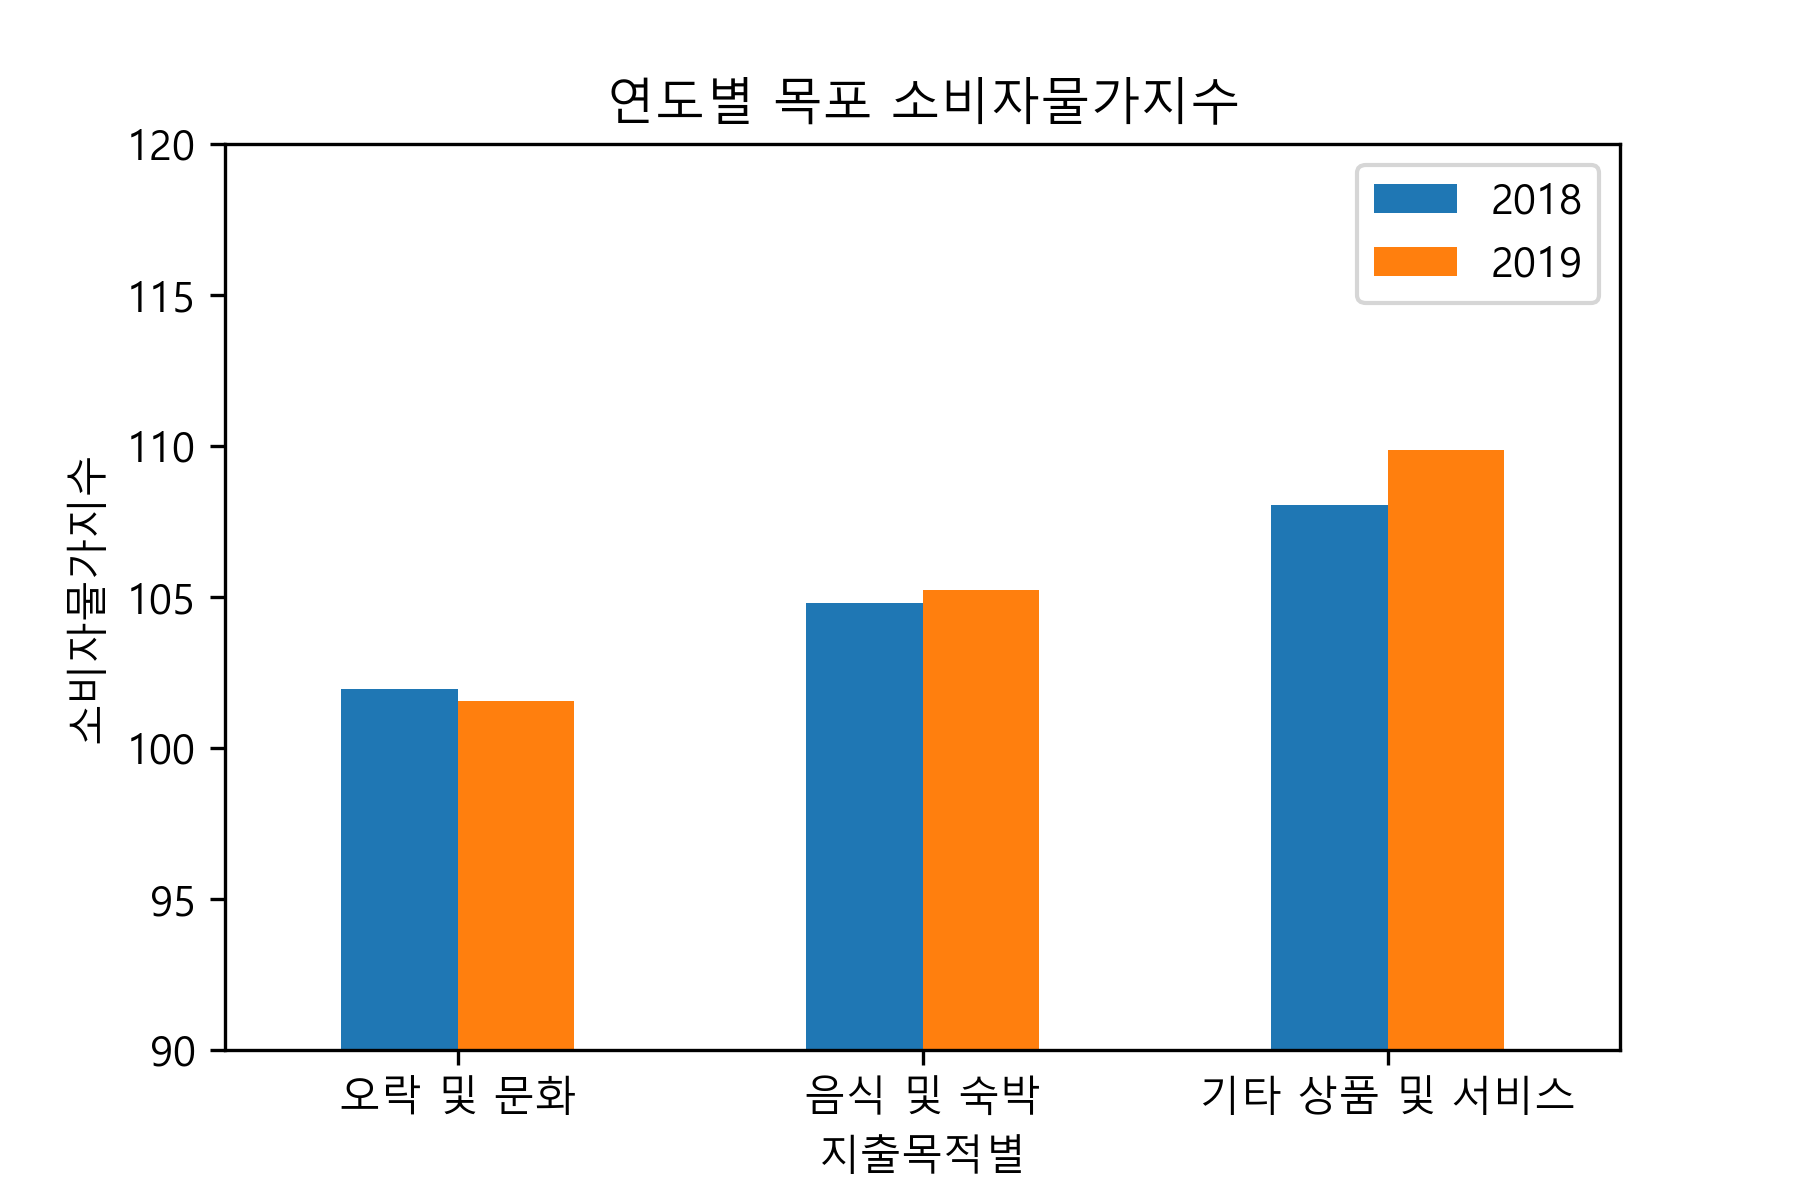 연도별 목포 소비자물가지수
120
115
110
105
100
95
90
소비자물가지수
2018
2019
오락 및 문화
음식 및 숙박
기타 상품 및 서비스
지출목적별